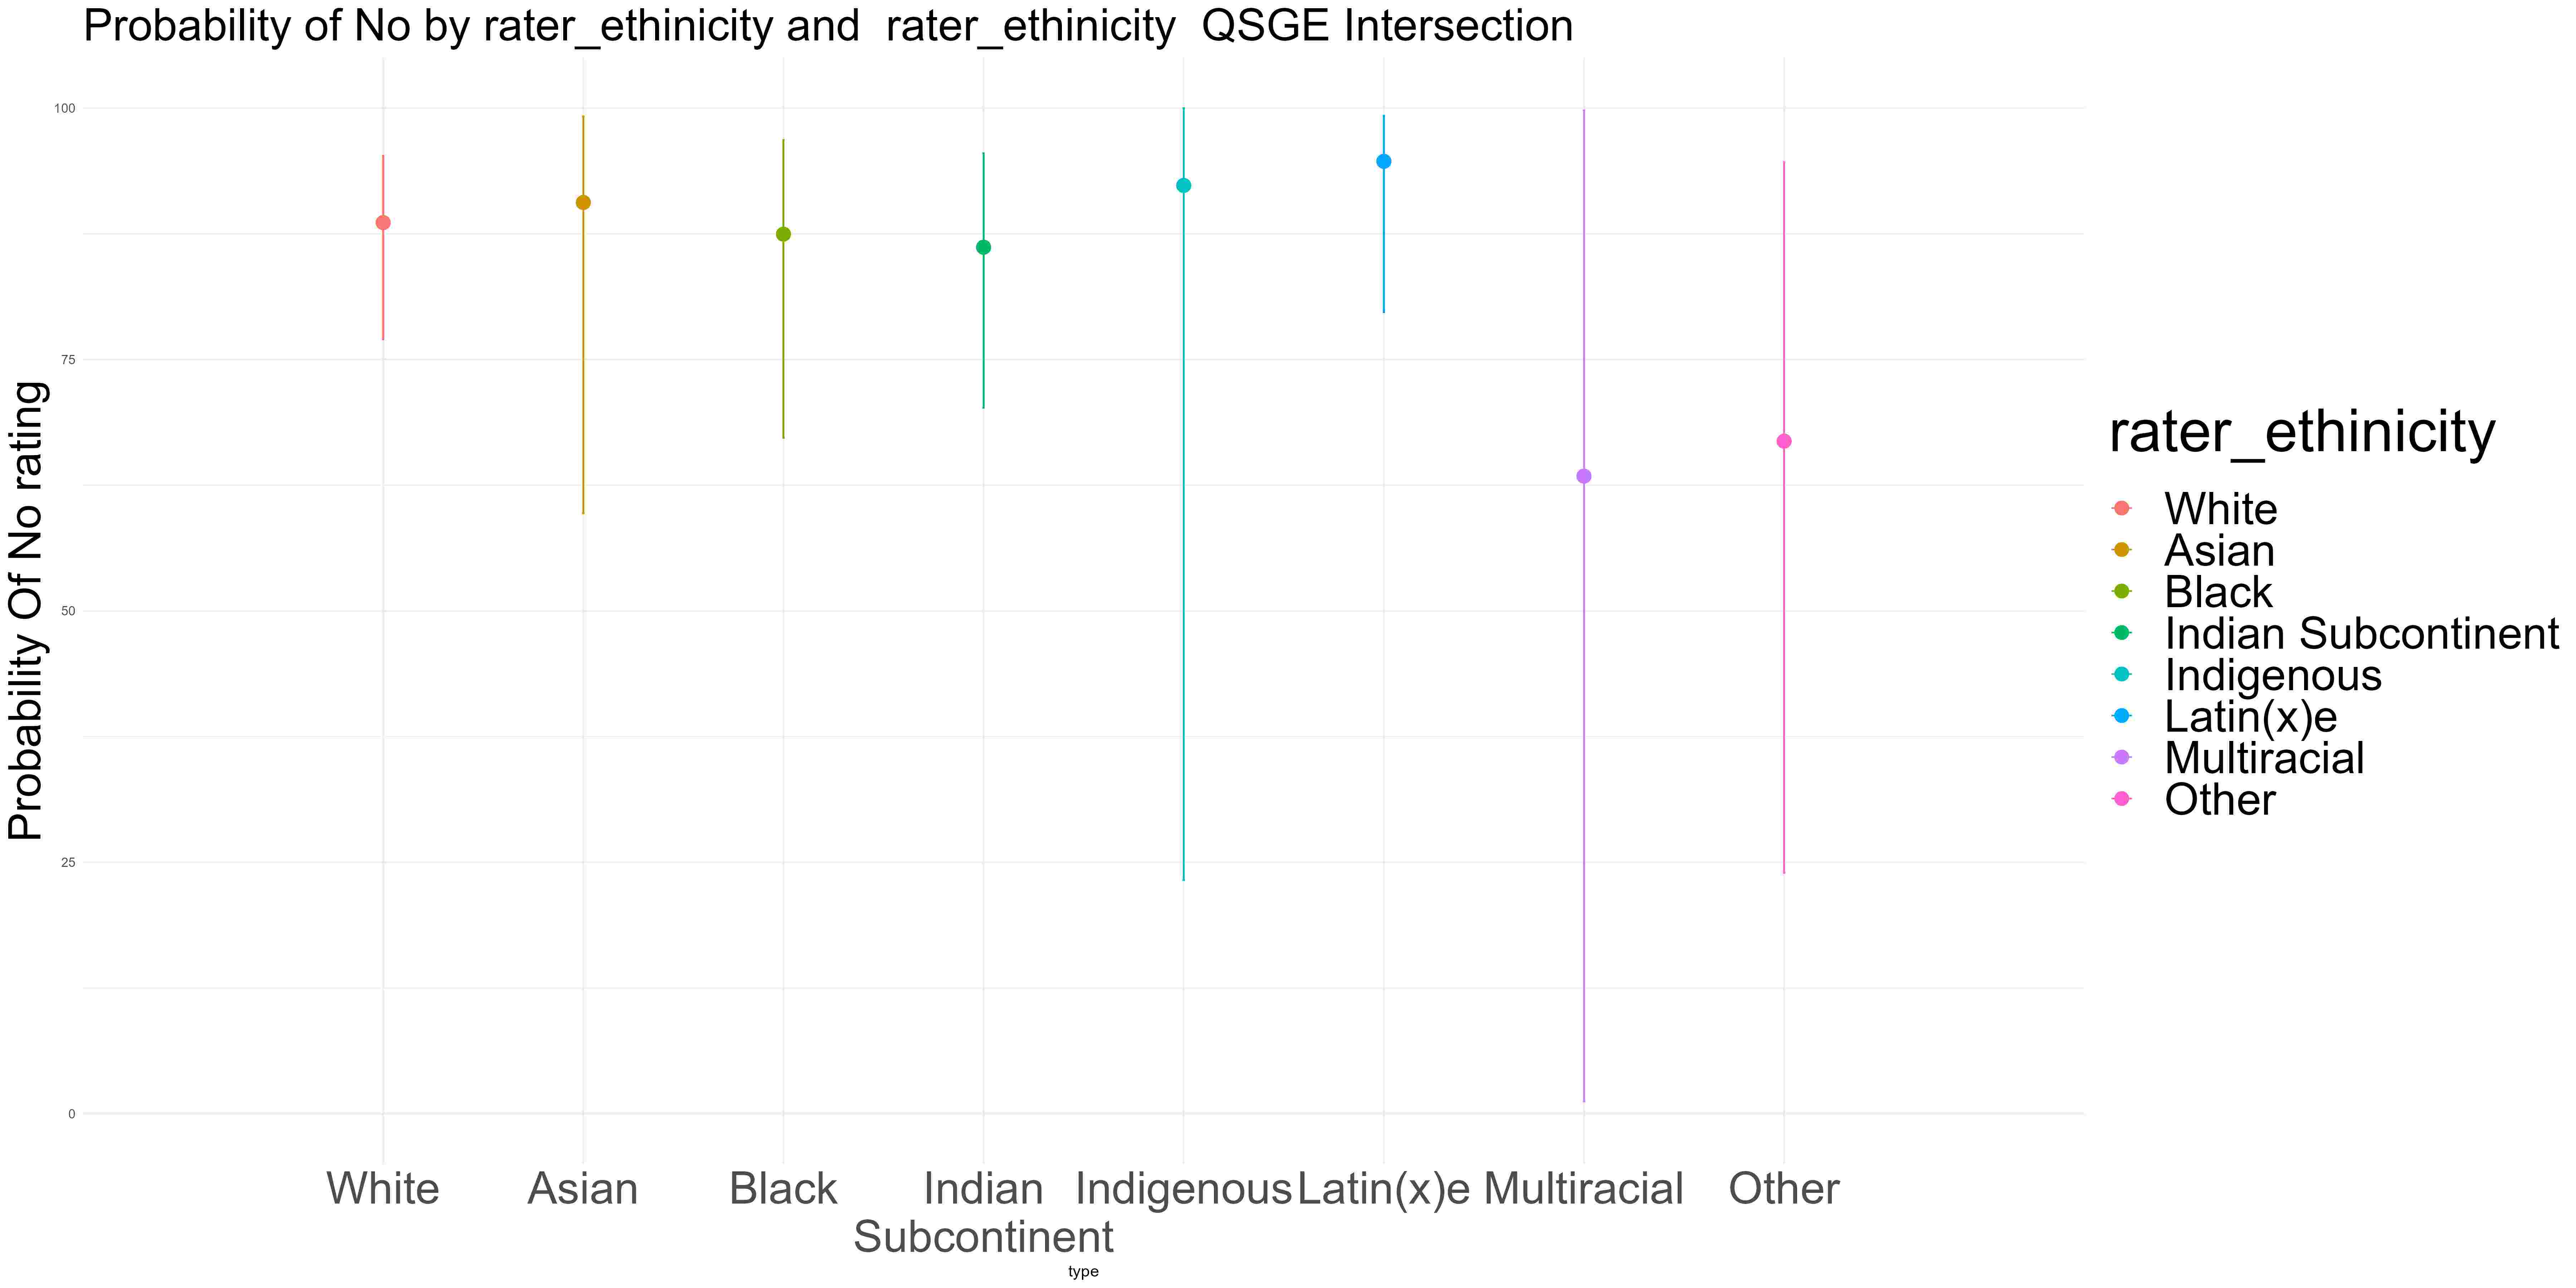 Probability of No by rater_ethinicity and  rater_ethinicity  QSGE Intersection
Probability Of No rating
100
75
50
25
0
White
Asian
Black
Indian
Subcontinent
Indigenous
Latin(x)e
Multiracial
Other
type
rater_ethinicity
White
Asian
Black
Indian Subcontinent
Indigenous
Latin(x)e
Multiracial
Other